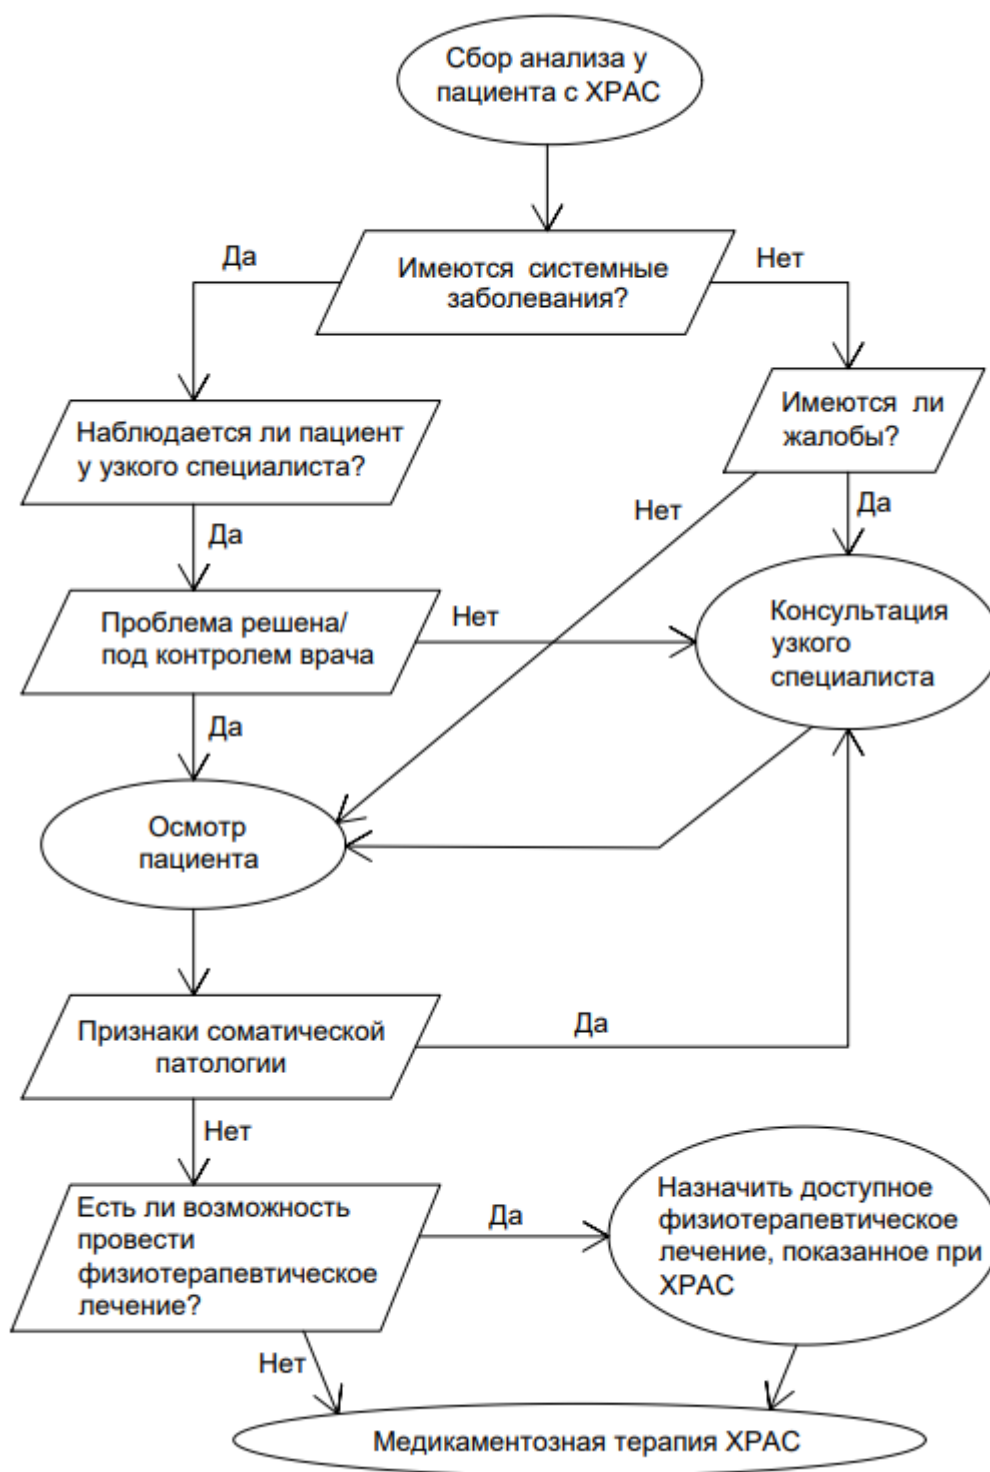 Сбор анализа у
пациента с ХРАС
Да
Нет
Имеются системные
заболевания?
Наблюдается ли пациент
у узкого специалиста?
Имеются ли
жалобы?
Нет
Да
Да
Проблема решена/
под контролем врача
Нет
Консультация
узкого
специалиста
Да
Осмотр
пациента
Признаки соматической
патологии
Да
Нет
Есть ли возможность
провести
физиотерапевтическое
лечение?
Да
Назначить доступное
физиотерапевтическое
лечение, показанное при
ХРАС
Нет
Медикаментозная терапия ХРАС